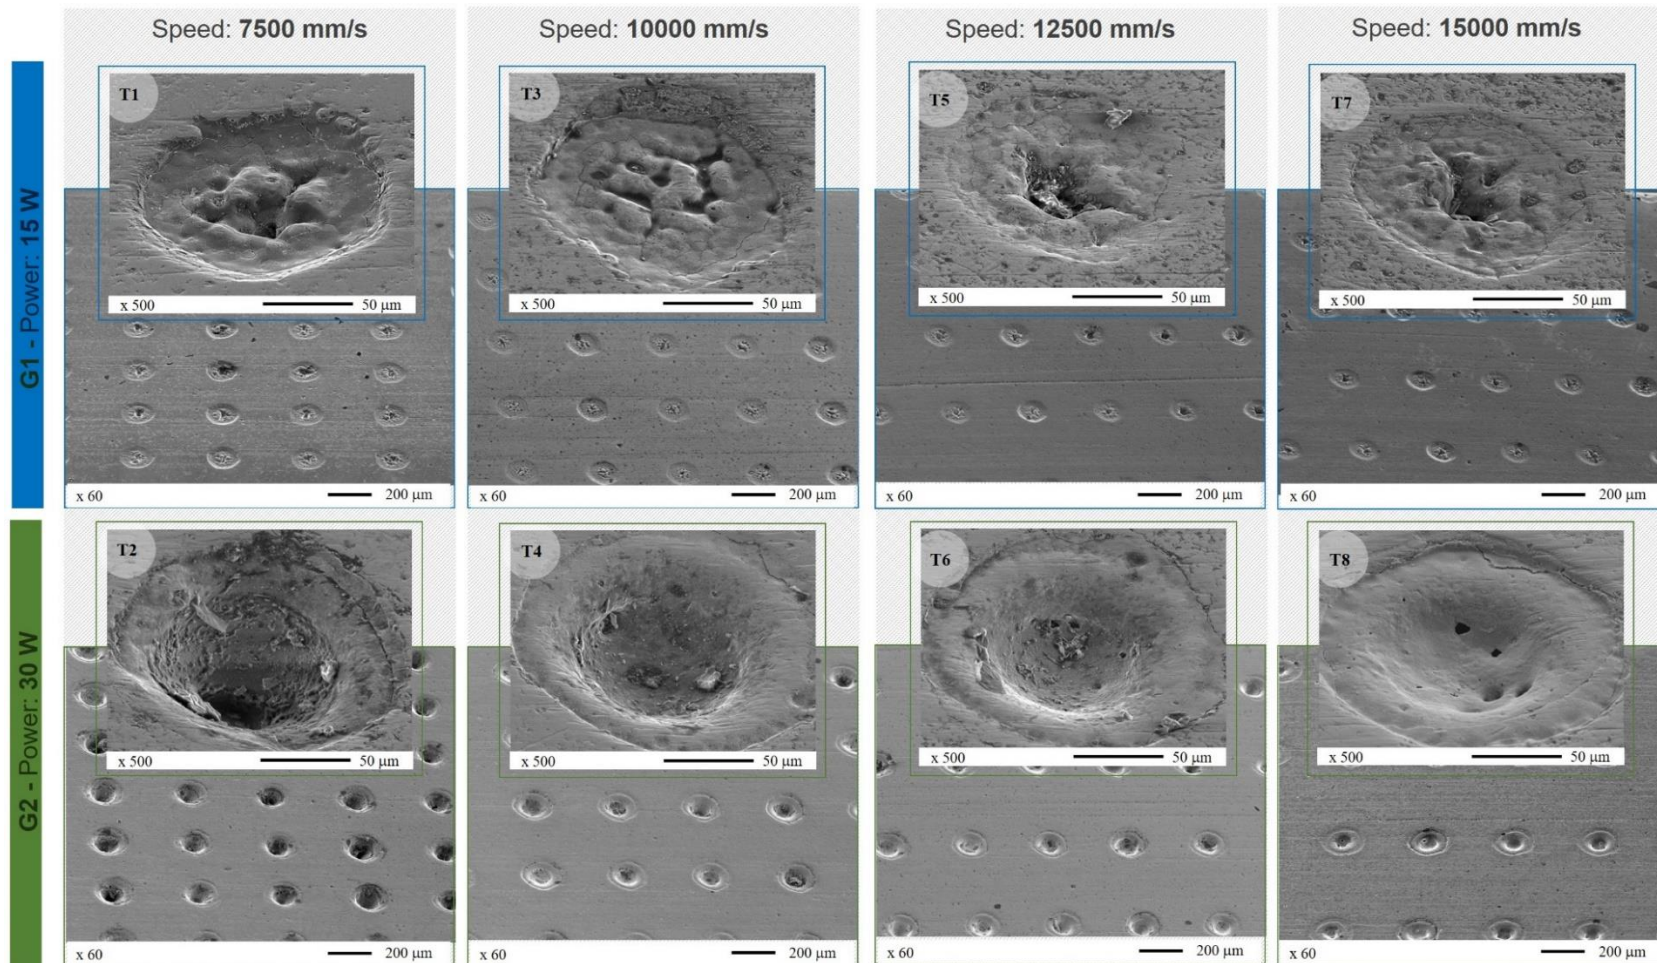 Speed: 7500 mm/s
Speed: 10000 mm/s
Speed: 12500 mm/s
Speed: 15000 mm/s
G1 - Power: 15 W
T1
x 500 50 µm
x 60 200 µm
T3
x 500 50 µm
x 60 200 µm
T5
x 500 50 µm
x 60 200 µm
T7
x 500 50 µm
x 60 200 µm
G2 - Power: 30 W
T2
x 500 50 µm
x 60 200 µm
T4
x 500 50 µm
x 60 200 µm
T6
x 500 50 µm
x 60 200 µm
T8
x 500 50 µm
x 60 200 µm